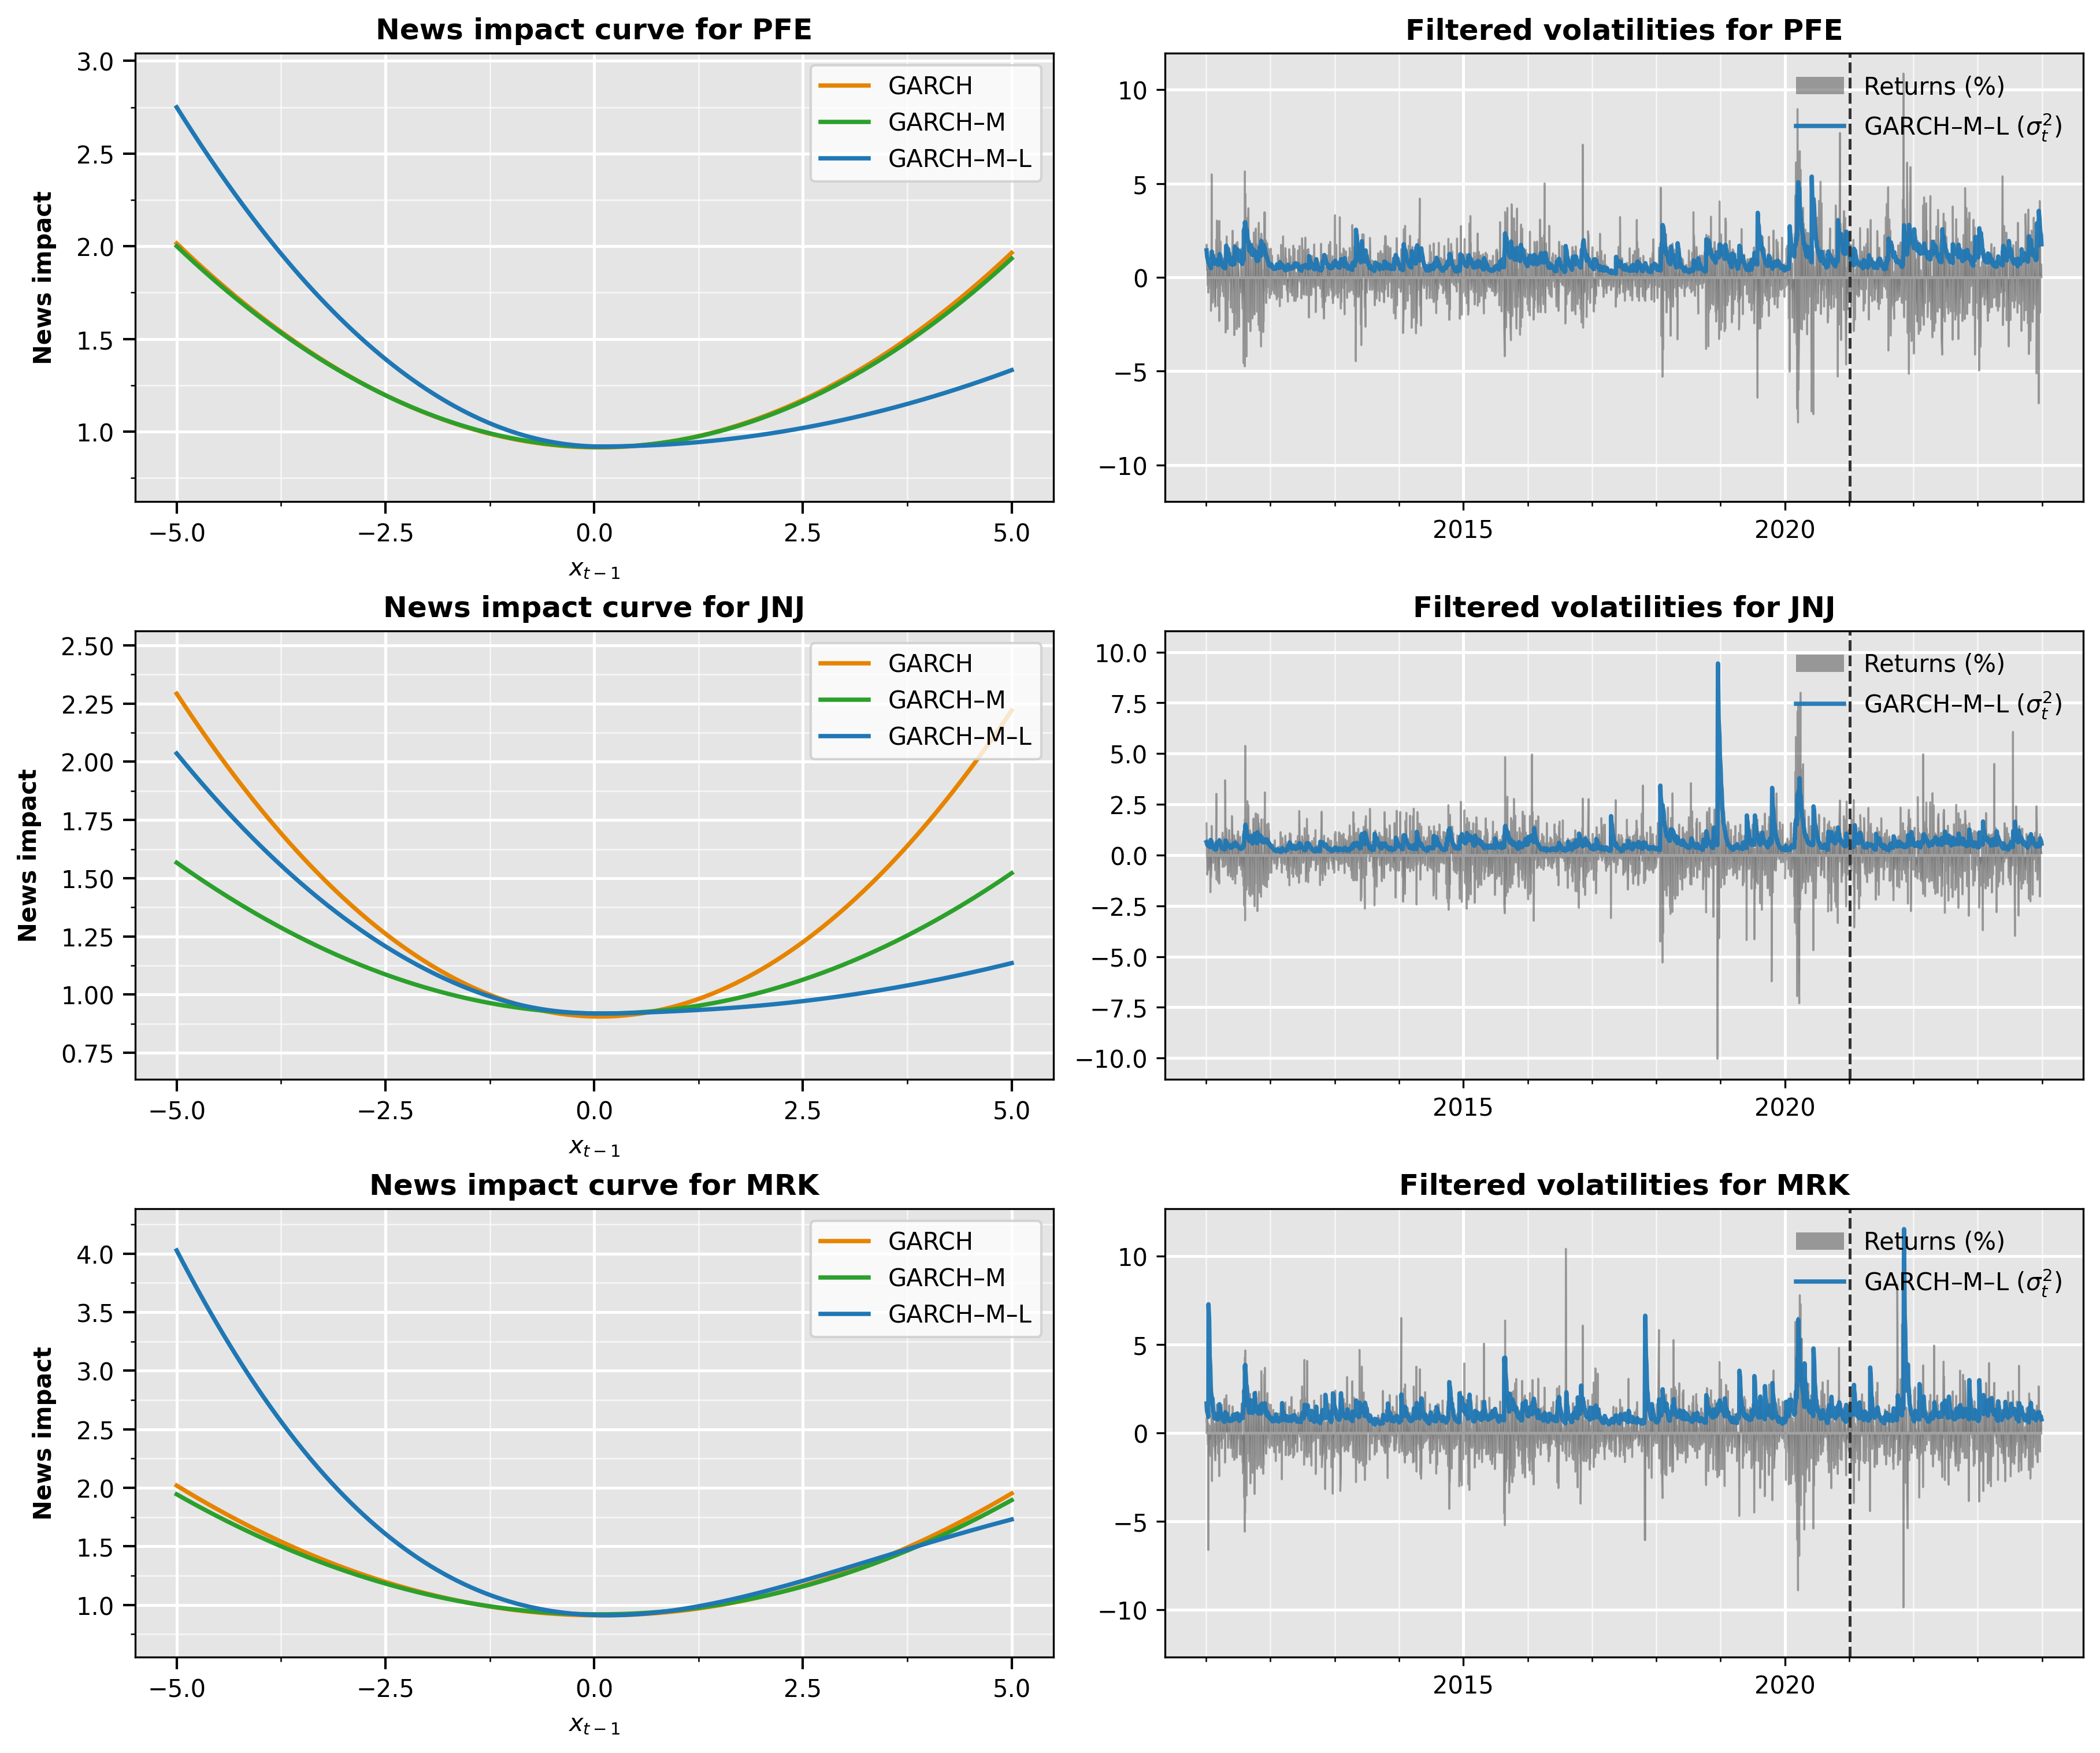 News impact curve for PFE
3.0
2.5
2.0
1.5
1.0
News impact
GARCH
GARCH–M
GARCH–M–L
−5.0 −2.5 0.0 2.5 5.0
x_{t−1}
Filtered volatilities for PFE
10
5
0
−5
−10
Returns (%)
GARCH–M–L (σ_t^2)
2015 2020
News impact curve for JNJ
2.50
2.25
2.00
1.75
1.50
1.25
1.00
0.75
News impact
GARCH
GARCH–M
GARCH–M–L
−5.0 −2.5 0.0 2.5 5.0
x_{t−1}
Filtered volatilities for JNJ
10.0
7.5
5.0
2.5
0.0
−2.5
−5.0
−7.5
−10.0
Returns (%)
GARCH–M–L (σ_t^2)
2015 2020
News impact curve for MRK
4.0
3.5
3.0
2.5
2.0
1.5
1.0
News impact
GARCH
GARCH–M
GARCH–M–L
−5.0 −2.5 0.0 2.5 5.0
x_{t−1}
Filtered volatilities for MRK
10
5
0
−5
−10
Returns (%)
GARCH–M–L (σ_t^2)
2015 2020